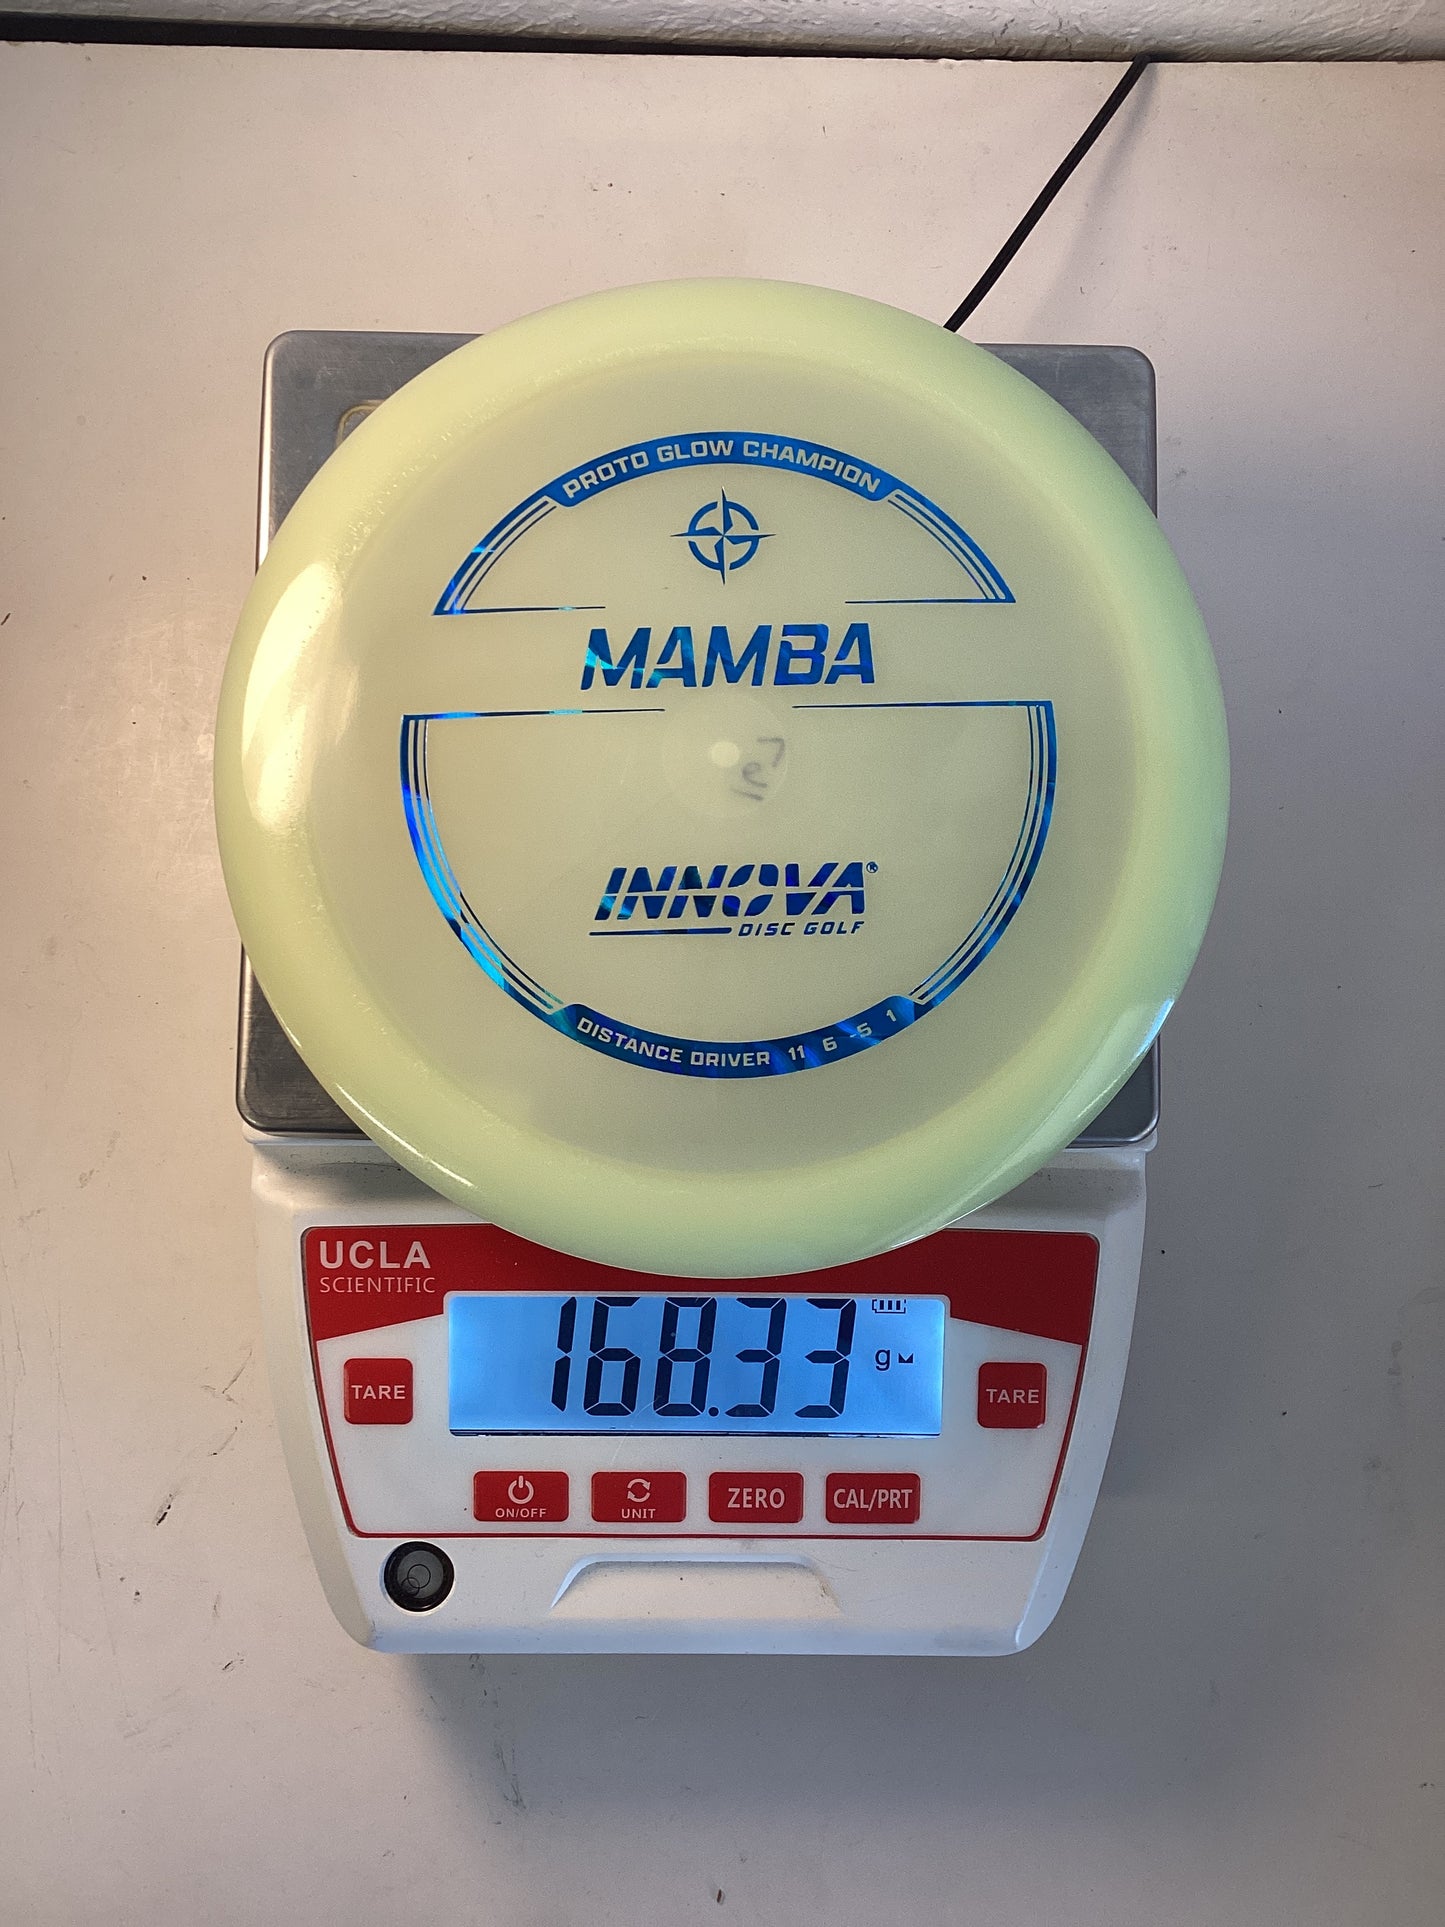 PROTO GLOW CHAMPION
MAMBA
INNOVA®
DISC GOLF
DISTANCE DRIVER 11 6 -5 1
UCLA
SCIENTIFIC
168.33
g
TARE
TARE
ON/OFF
UNIT
ZERO
CAL/PRT